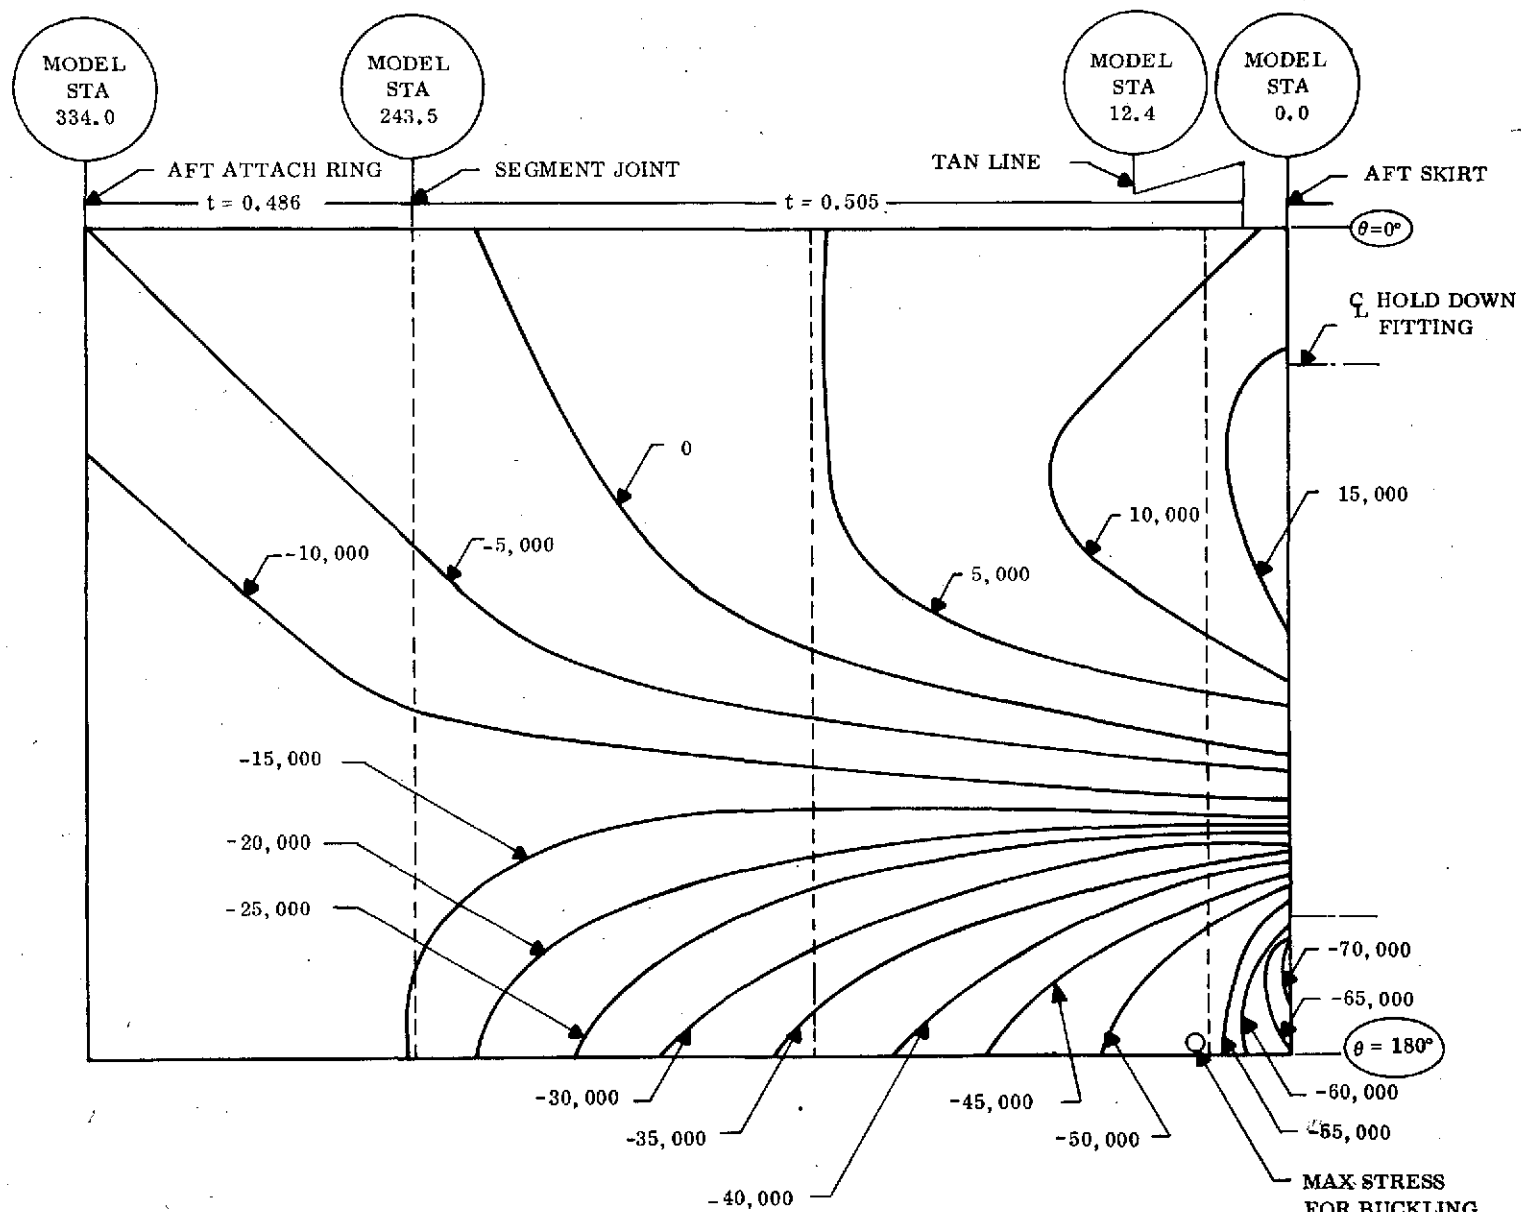 MODEL
STA
334.0
MODEL
STA
243.5
MODEL
STA
12.4
MODEL
STA
0.0
AFT ATTACH RING
SEGMENT JOINT
TAN LINE
AFT SKIRT
t = 0.486
t = 0.505
θ=0°
C̲L HOLD DOWN
FITTING
0
15,000
10,000
--10,000
-5,000
5,000
-15,000
-20,000
-25,000
-70,000
-65,000
θ = 180°
-60,000
-30,000
-45,000
-35,000
-50,000
-55,000
-40,000
MAX STRESS
FOR BUCKLING